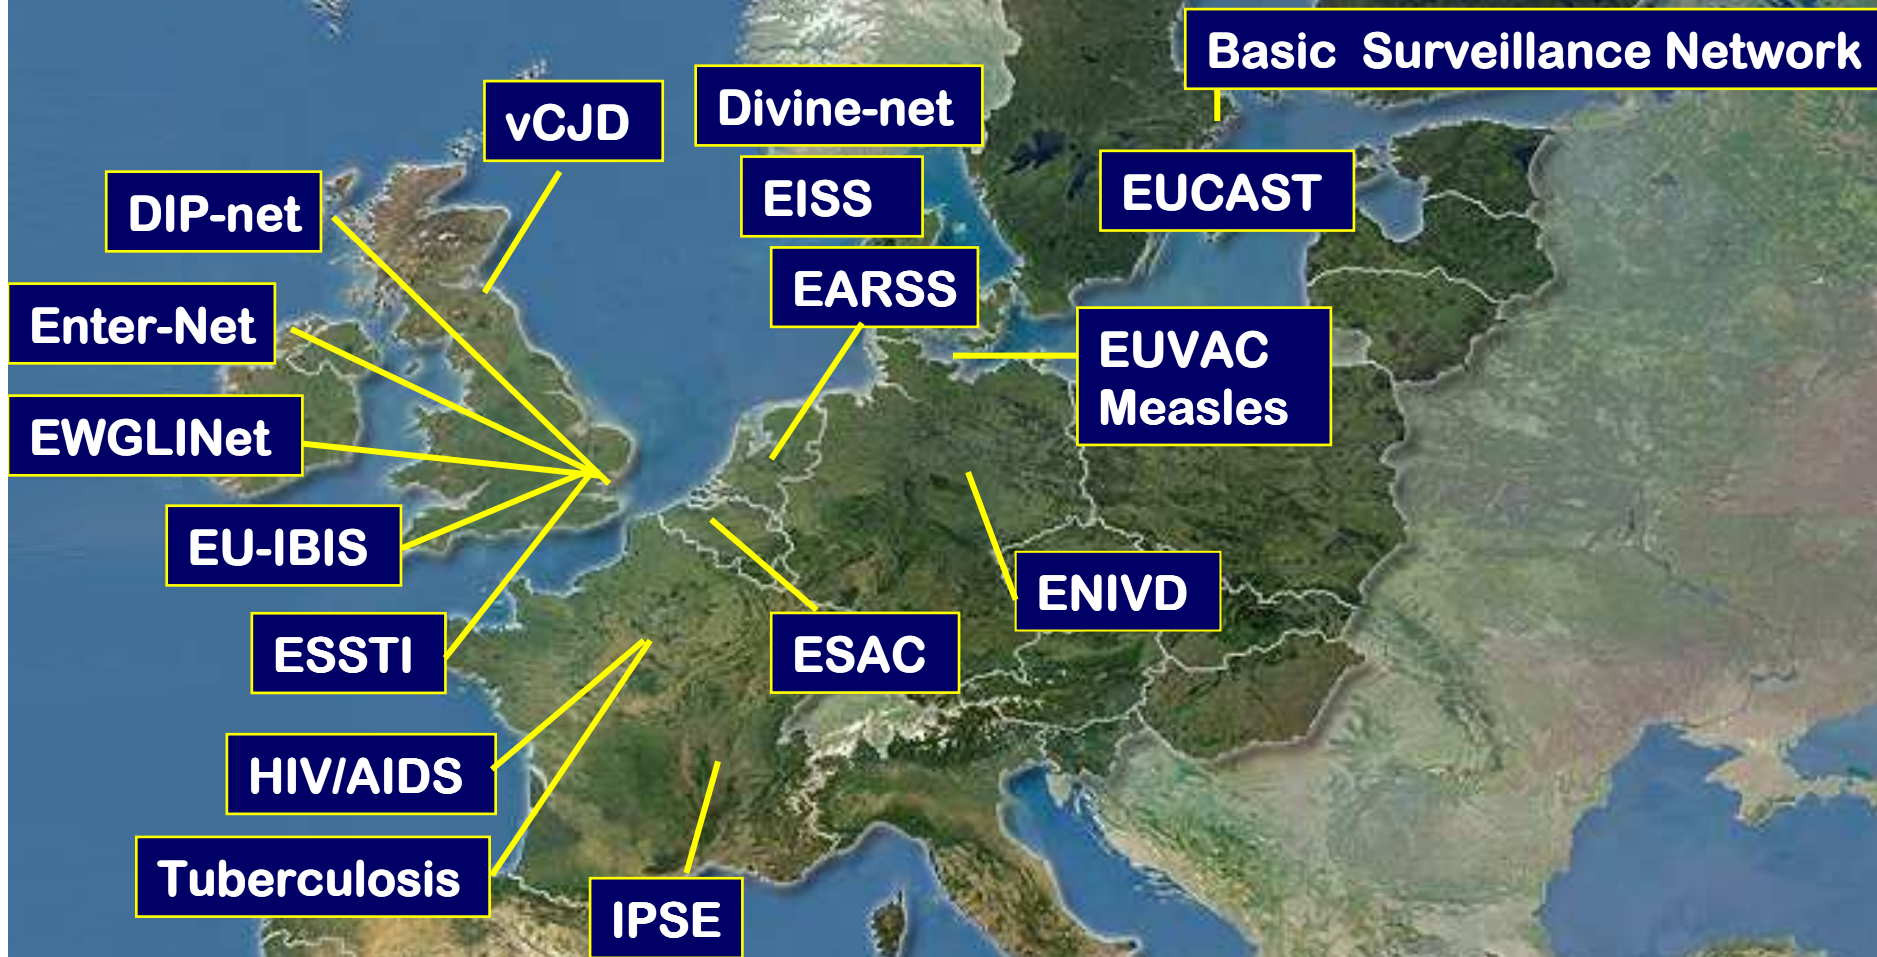 Basic Surveillance Network
Divine-net
vCJD
EISS
EUCAST
DIP-net
EARSS
Enter-Net
EUVAC
Measles
EWGLINet
EU-IBIS
ENIVD
ESSTI
ESAC
HIV/AIDS
Tuberculosis
IPSE